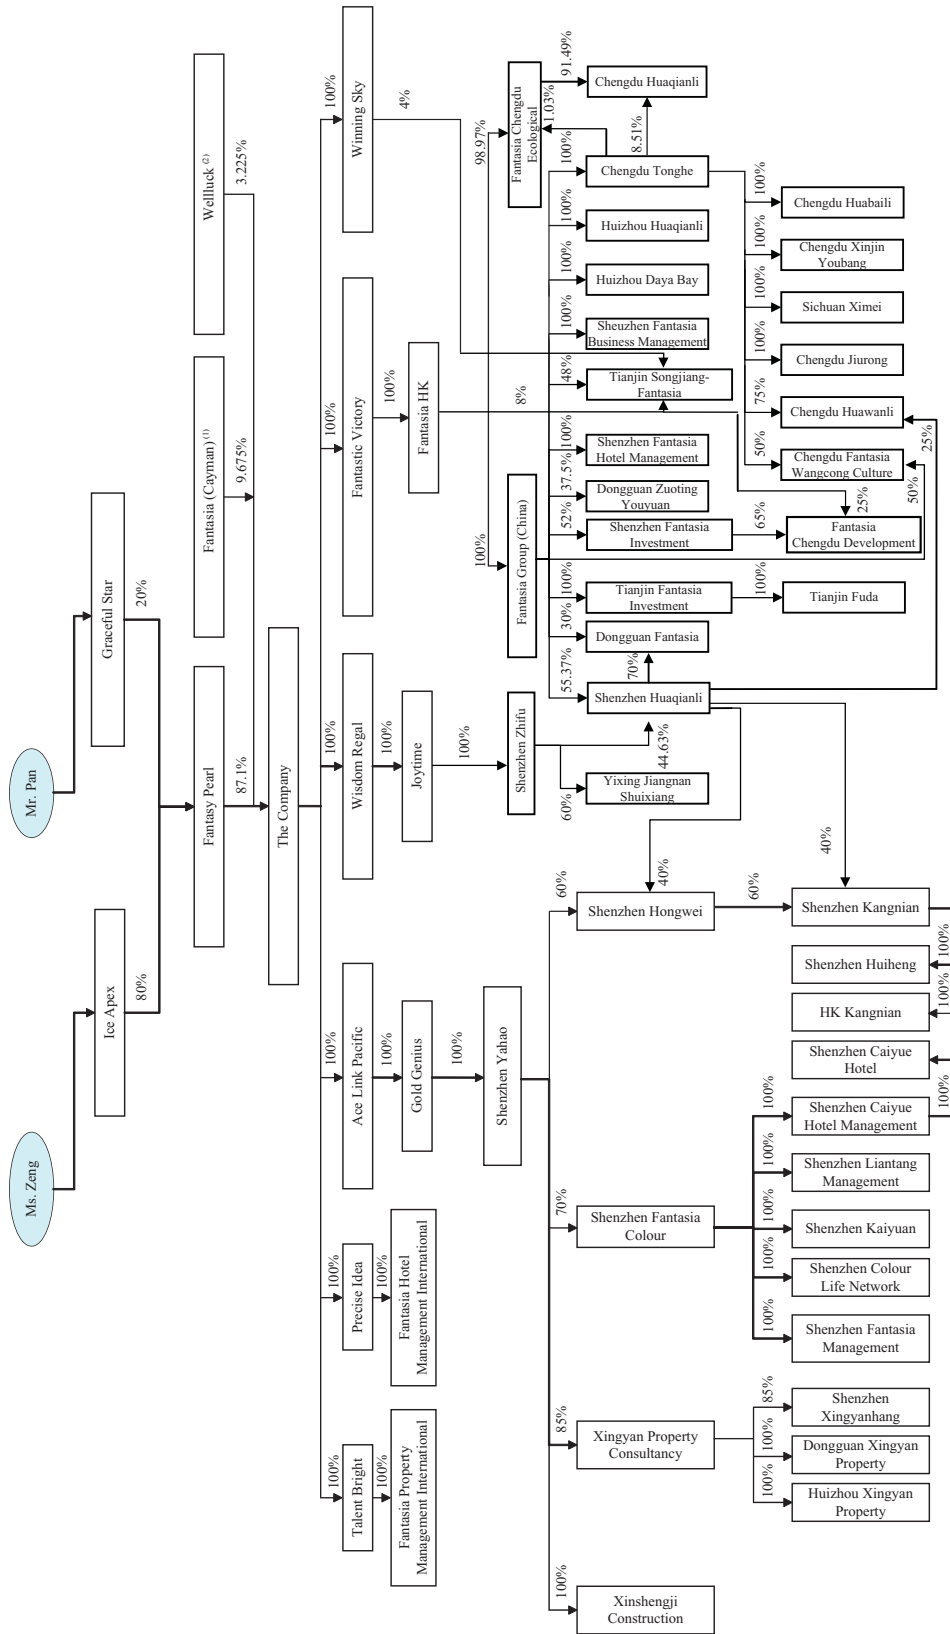 Ms. Zeng
Mr. Pan
Ice Apex
Graceful Star
80%
20%
Fantasy Pearl
Fantasia (Cayman) (1)
Wellluck (2)
87.1%
9.675%
3.225%
The Company
100%
100%
100%
100%
100%
100%
Talent Bright
Precise Idea
Ace Link Pacific
Wisdom Regal
Fantastic Victory
Winning Sky
100%
100%
100%
100%
100%
4%
Fantasia Property
Management International
Fantasia Hotel
Management International
Gold Genius
Joytime
Fantasia HK
100%
100%
100%
8%
98.97%
Shenzhen Yahao
Shenzhen Zhifu
Fantasia Group (China)
Fantasia Chengdu
Ecological
1.03%
91.49%
100%
85%
70%
60%
60%
44.63%
55.37%
30%
100%
52%
37.5%
100%
48%
100%
100%
100%
100%
Xinshengji
Construction
Xingyan Property
Consultancy
Shenzhen Fantasia
Colour
Shenzhen Hongwei
40%
Yixing Jiangnan
Shuixiang
Shenzhen Huaqianli
70%
Dongguan Fantasia
Tianjin Fantasia
Investment
Shenzhen Fantasia
Investment
Dongguan Zuoting
Youyuan
Shenzhen Fantasia
Hotel Management
Tianjin Songjiang-
Fantasia
Sheuzhen Fantasia
Business Management
Huizhou Daya Bay
Huizhou Huaqianli
Chengdu Tonghe
8.51%
Chengdu Huaqianli
100%
100%
85%
100%
100%
100%
100%
100%
60%
40%
100%
65%
25%
50%
75%
100%
100%
100%
100%
Huizhou Xingyan
Property
Dongguan Xingyan
Property
Shenzhen
Xingyanhang
Shenzhen Fantasia
Management
Shenzhen Colour
Life Network
Shenzhen Kaiyuan
Shenzhen Liantang
Management
Shenzhen Caiyue
Hotel Management
Shenzhen Caiyue
Hotel
HK Kangnian
Shenzhen Huiheng
Shenzhen Kangnian
Tianjin Fuda
Fantasia
Chengdu Development
Chengdu Fantasia
Wangcong Culture
Chengdu Huawanli
Chengdu Jiurong
Sichuan Ximei
Chengdu Xinjin
Youbang
Chengdu Huabaili
100%
100%
100%
50%
25%